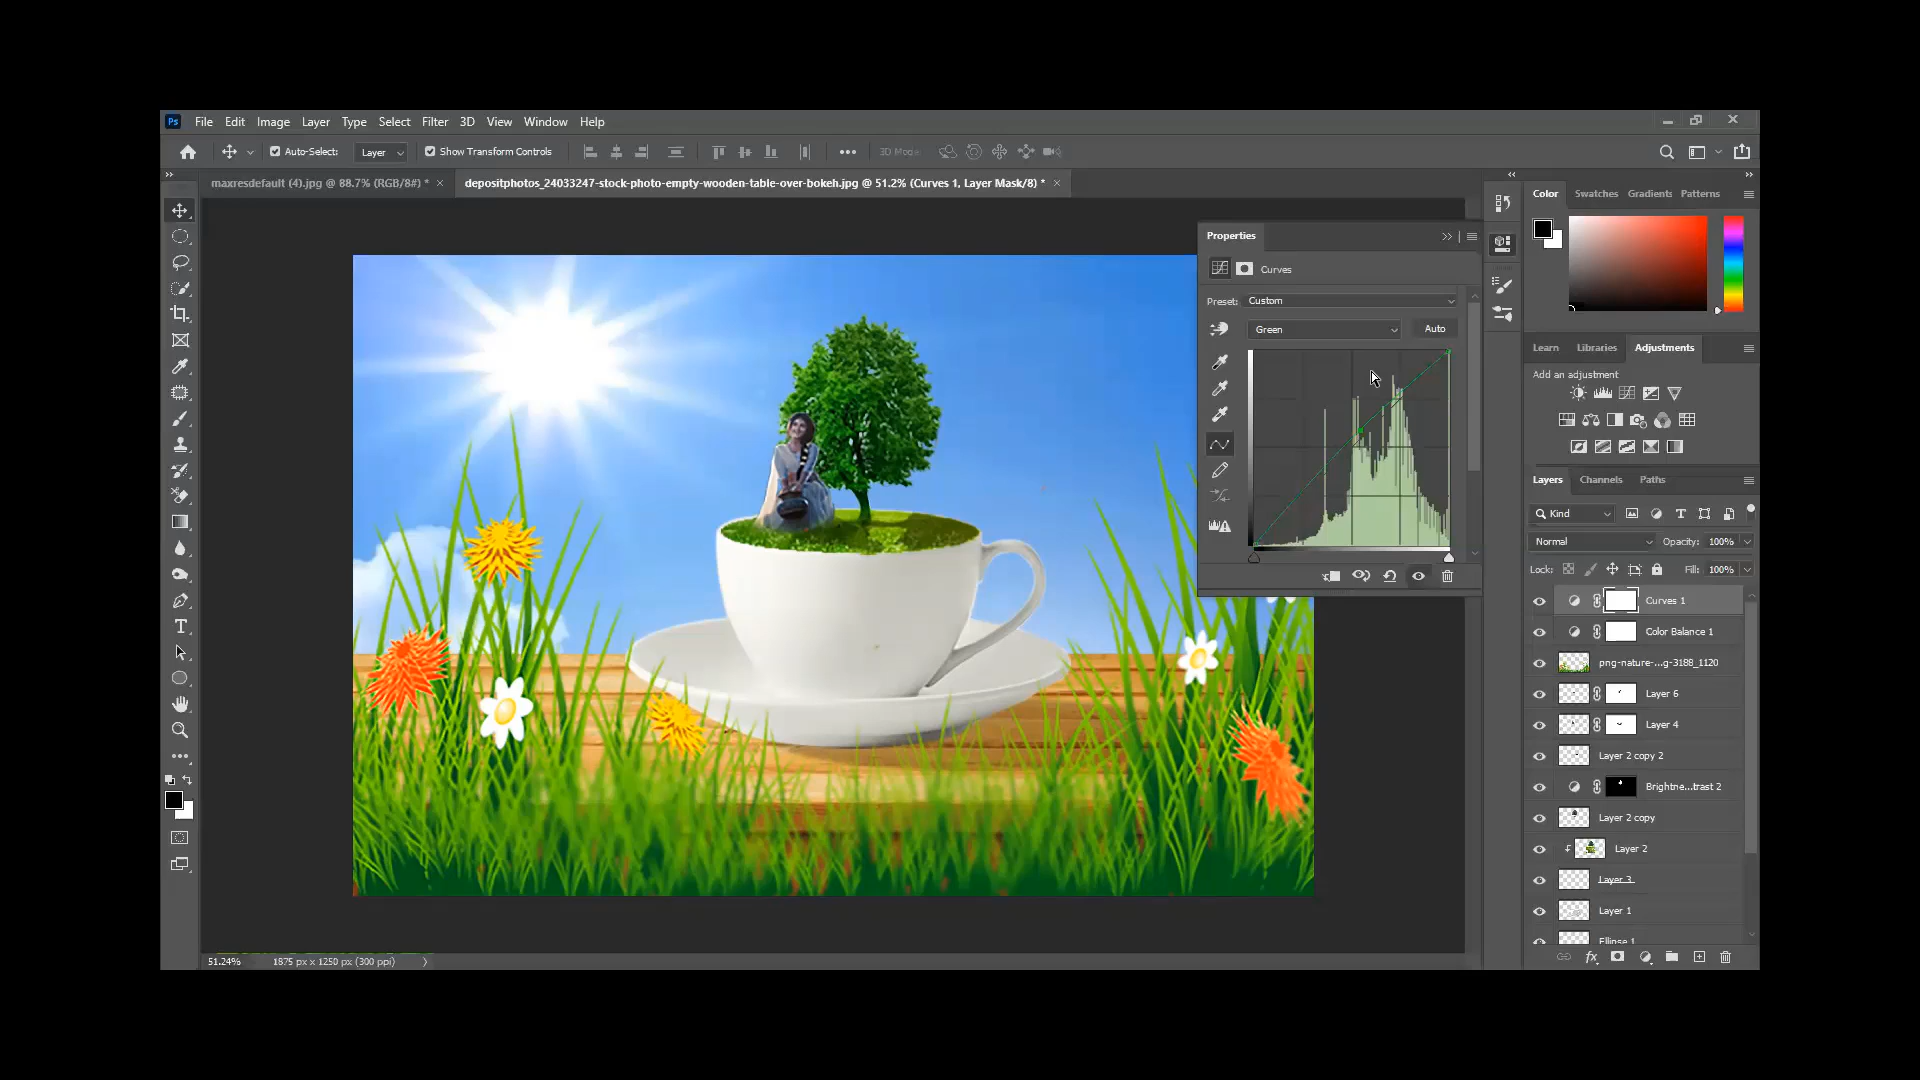 Ps File Edit Image Layer Type Select Filter 3D View Window Help
Auto-Select: Layer Show Transform Controls 3D Mode
maxresdefault (4).jpg @ 88.7% (RGB/8#) * × depositphotos_24033247-stock-photo-empty-wooden-table-over-bokeh.jpg @ 51.2% (Curves 1, Layer Mask/8) * ×
Properties
Curves
Preset: Custom
Green Auto
Color Swatches Gradients Patterns
Learn Libraries Adjustments
Add an adjustment
Layers Channels Paths
Kind
Normal Opacity: 100%
Lock: Fill: 100%
Curves 1
Color Balance 1
png-nature-...g-3188_1120
Layer 6
Layer 4
Layer 2 copy 2
Brightne...trast 2
Layer 2 copy
Layer 2
Layer 3
Layer 1
Ellipse 1
51.24% 1875 px x 1250 px (300 ppi)